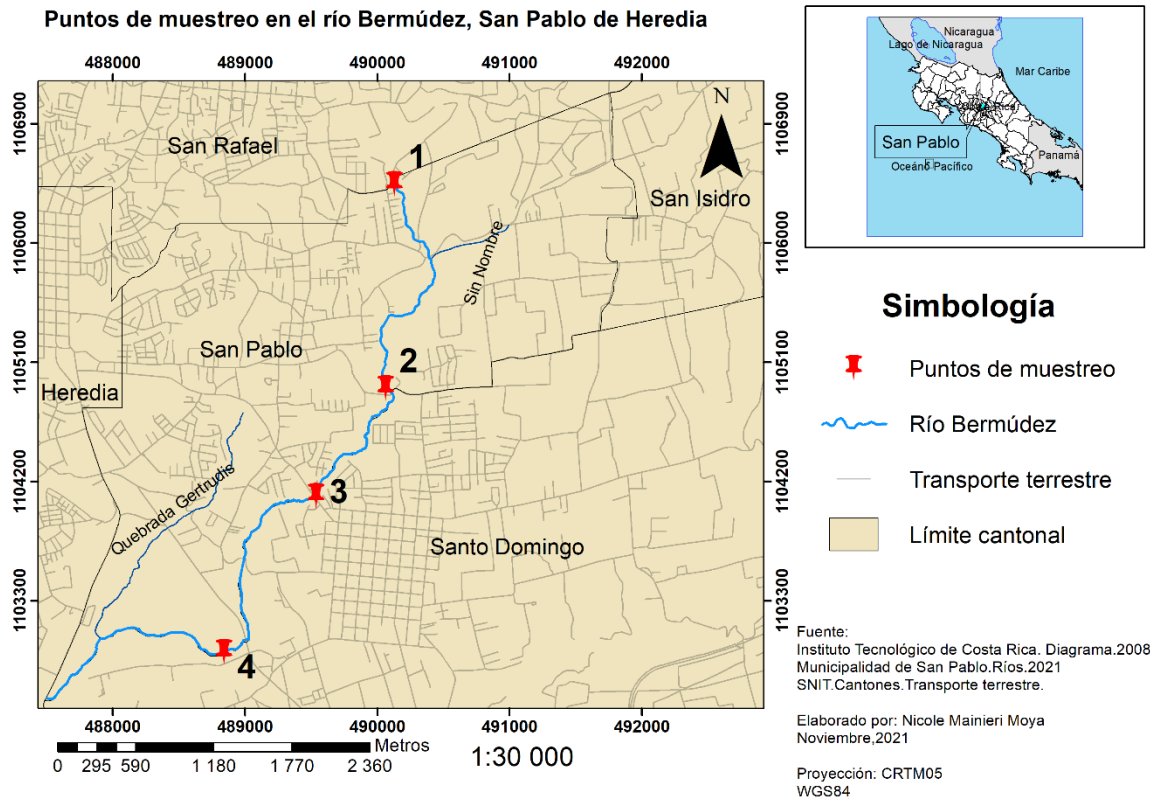 Puntos de muestreo en el río Bermúdez, San Pablo de Heredia
488000 489000 490000 491000 492000
1106900
1106000
1105100
1104200
1103300
1106900
1106000
1105100
1104200
1103300
N
San Rafael
1
San Isidro
Sin Nombre
San Pablo
2
Heredia
Quebrada Gertrudis
3
Santo Domingo
4
488000 489000 490000 491000 492000
Metros
0 295 590 1 180 1 770 2 360
1:30 000
Nicaragua
Lago de Nicaragua
Mar Caribe
San Pablo
Panamá
Océano Pacífico
Simbología
Puntos de muestreo
Río Bermúdez
Transporte terrestre
Límite cantonal
Fuente:
Instituto Tecnológico de Costa Rica. Diagrama.2008
Municipalidad de San Pablo.Ríos.2021
SNIT.Cantones.Transporte terrestre.
Elaborado por: Nicole Mainieri Moya
Noviembre,2021
Proyección: CRTM05
WGS84